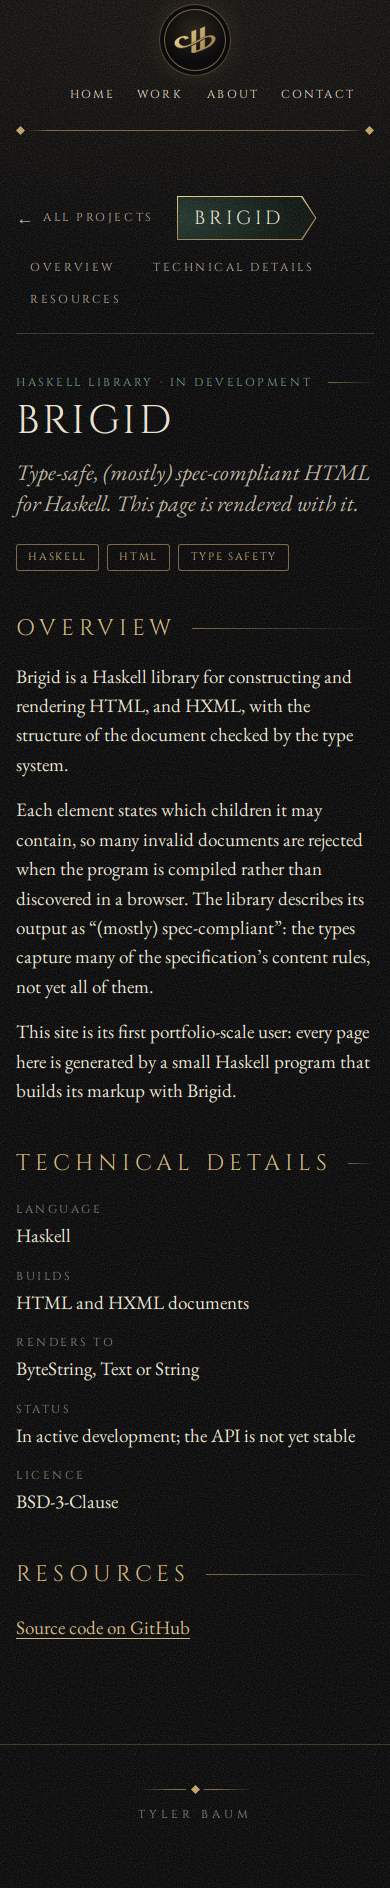 HOME WORK ABOUT CONTACT
← ALL PROJECTS BRIGID
OVERVIEW TECHNICAL DETAILS
RESOURCES
HASKELL LIBRARY · IN DEVELOPMENT
BRIGID
Type-safe, (mostly) spec-compliant HTML
for Haskell. This page is rendered with it.
HASKELL HTML TYPE SAFETY
OVERVIEW
Brigid is a Haskell library for constructing and
rendering HTML, and HXML, with the
structure of the document checked by the type
system.
Each element states which children it may
contain, so many invalid documents are rejected
when the program is compiled rather than
discovered in a browser. The library describes its
output as “(mostly) spec-compliant”: the types
capture many of the specification’s content rules,
not yet all of them.
This site is its first portfolio-scale user: every page
here is generated by a small Haskell program that
builds its markup with Brigid.
TECHNICAL DETAILS
LANGUAGE
Haskell
BUILDS
HTML and HXML documents
RENDERS TO
ByteString, Text or String
STATUS
In active development; the API is not yet stable
LICENCE
BSD-3-Clause
RESOURCES
Source code on GitHub
TYLER BAUM